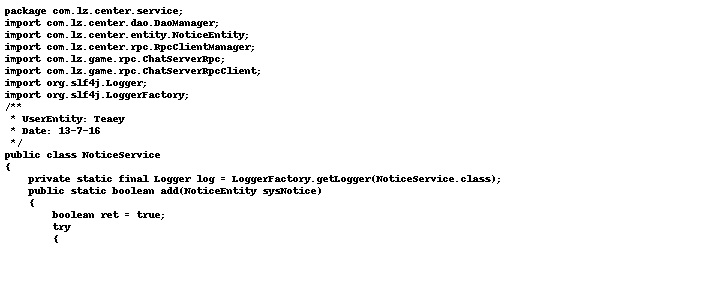 package com.lz.center.service;
import com.lz.center.dao.DaoManager;
import com.lz.center.entity.NoticeEntity;
import com.lz.center.rpc.RpcClientManager;
import com.lz.game.rpc.ChatServerRpc;
import com.lz.game.rpc.ChatServerRpcClient;
import org.slf4j.Logger;
import org.slf4j.LoggerFactory;
/**
 * UserEntity: Teaey
 * Date: 13-7-16
 */
public class NoticeService
{
    private static final Logger log = LoggerFactory.getLogger(NoticeService.class);
    public static boolean add(NoticeEntity sysNotice)
    {
        boolean ret = true;
        try
        {